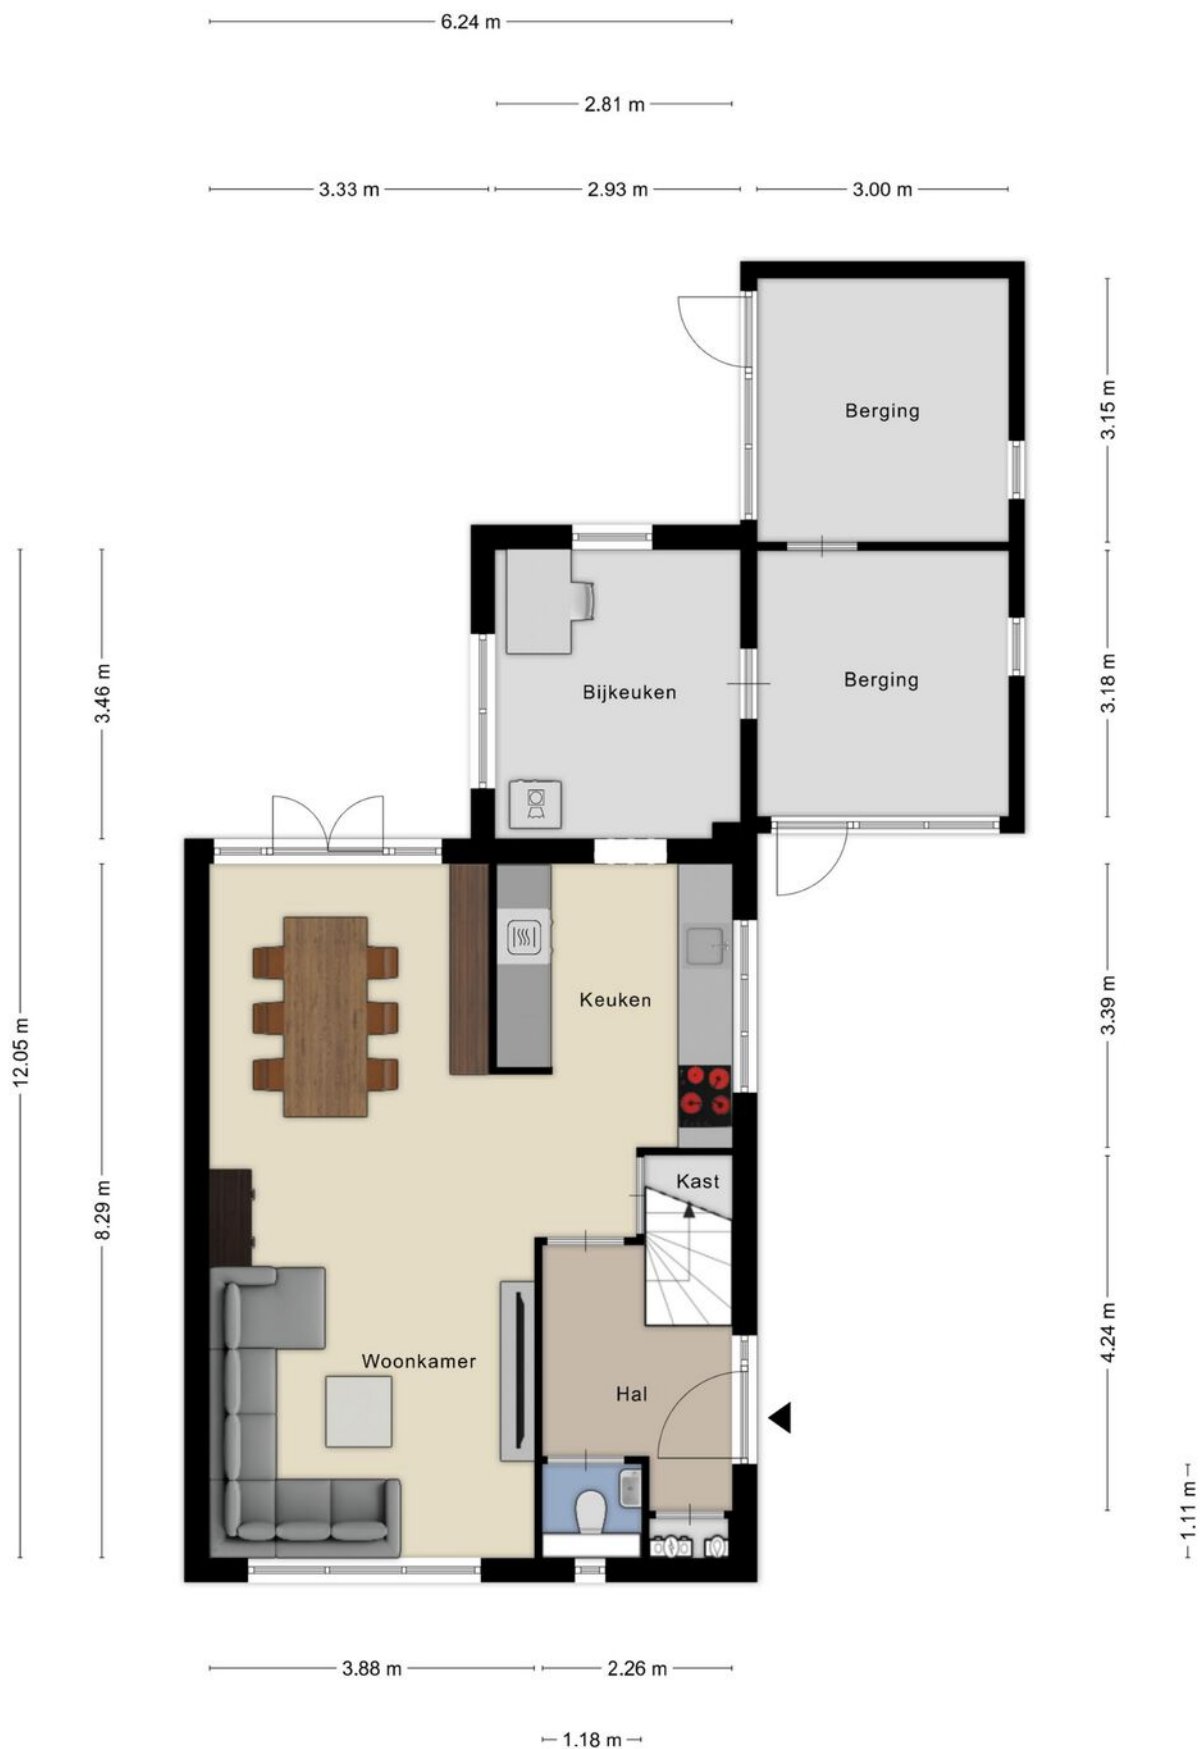 6.24 m
2.81 m
3.33 m
2.93 m
3.00 m
Berging
3.15 m
Bijkeuken
Berging
3.46 m
3.18 m
Keuken
3.39 m
12.05 m
Kast
8.29 m
Woonkamer
4.24 m
Hal
1.11 m
3.88 m
2.26 m
1.18 m